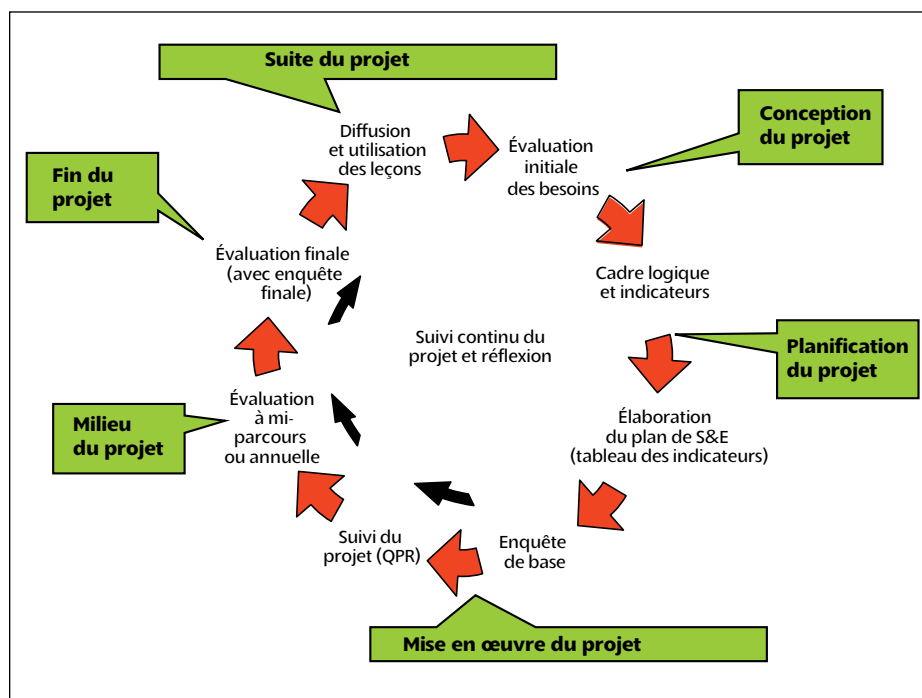 Suite du projet
Diffusion
et utilisation
des leçons
Évaluation
initiale
des besoins
Conception
du projet
Fin du
projet
Évaluation finale
(avec enquête
finale)
Cadre logique
et indicateurs
Suivi continu du
projet et réflexion
Planification
du projet
Évaluation
à mi-
parcours
ou annuelle
Milieu
du projet
Élaboration
du plan de S&E
(tableau des indicateurs)
Suivi du
projet (QPR)
Enquête
de base
Mise en œuvre du projet